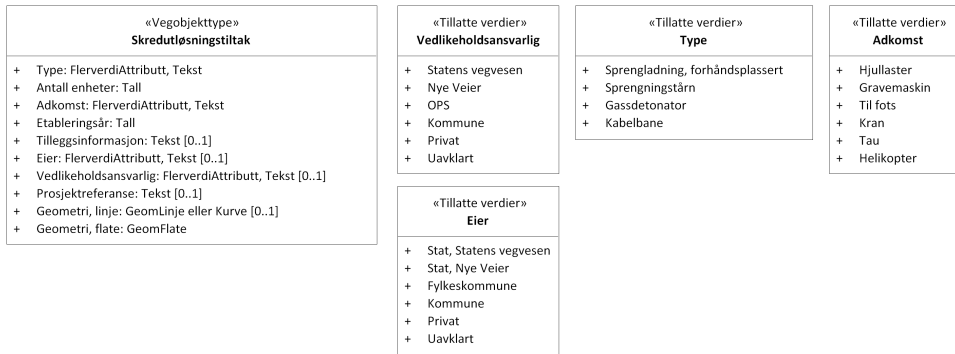 «Vegobjekttype»
Skredutløsningstiltak
+ Type: FlerverdiAttributt, Tekst
+ Antall enheter: Tall
+ Adkomst: FlerverdiAttributt, Tekst
+ Etableringsår: Tall
+ Tilleggsinformasjon: Tekst [0..1]
+ Eier: FlerverdiAttributt, Tekst [0..1]
+ Vedlikeholdsansvarlig: FlerverdiAttributt, Tekst [0..1]
+ Prosjektreferanse: Tekst [0..1]
+ Geometri, linje: GeomLinje eller Kurve [0..1]
+ Geometri, flate: GeomFlate
«Tillatte verdier»
Vedlikeholdsansvarlig
+ Statens vegvesen
+ Nye Veier
+ OPS
+ Kommune
+ Privat
+ Uavklart
«Tillatte verdier»
Eier
+ Stat, Statens vegvesen
+ Stat, Nye Veier
+ Fylkeskommune
+ Kommune
+ Privat
+ Uavklart
«Tillatte verdier»
Type
+ Sprengladning, forhåndsplassert
+ Sprengningstårn
+ Gassdetonator
+ Kabelbane
«Tillatte verdier»
Adkomst
+ Hjullaster
+ Gravemaskin
+ Til fots
+ Kran
+ Tau
+ Helikopter